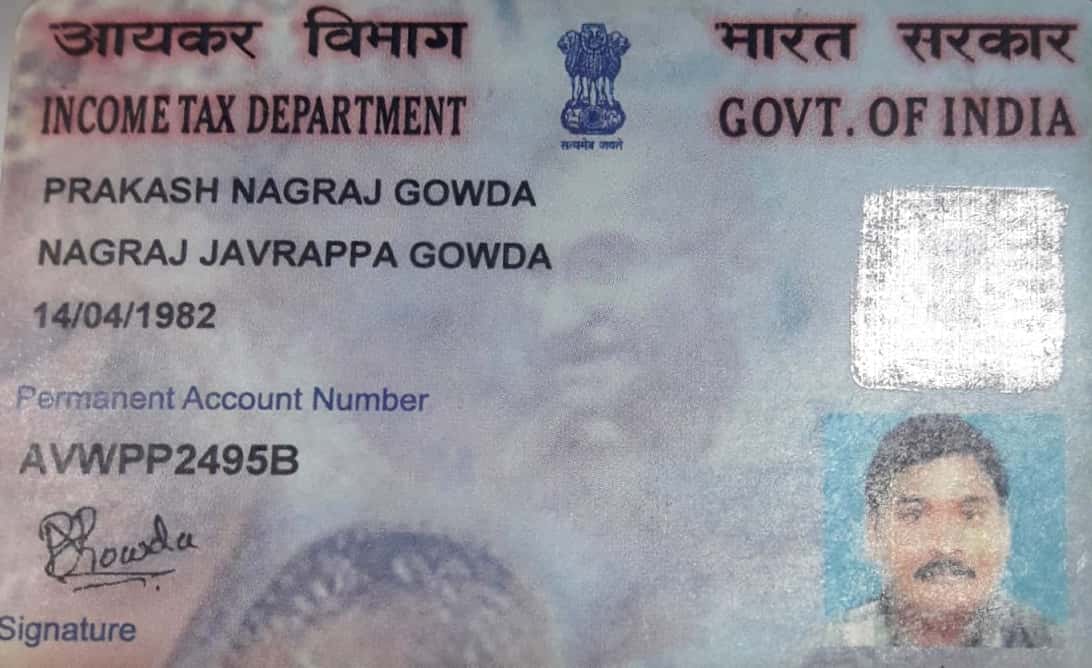 आयकर विभाग
INCOME TAX DEPARTMENT
सत्यमेव जयते
भारत सरकार
GOVT. OF INDIA
PRAKASH NAGRAJ GOWDA
NAGRAJ JAVRAPPA GOWDA
14/04/1982
Permanent Account Number
AVWPP2495B
PGowda
Signature